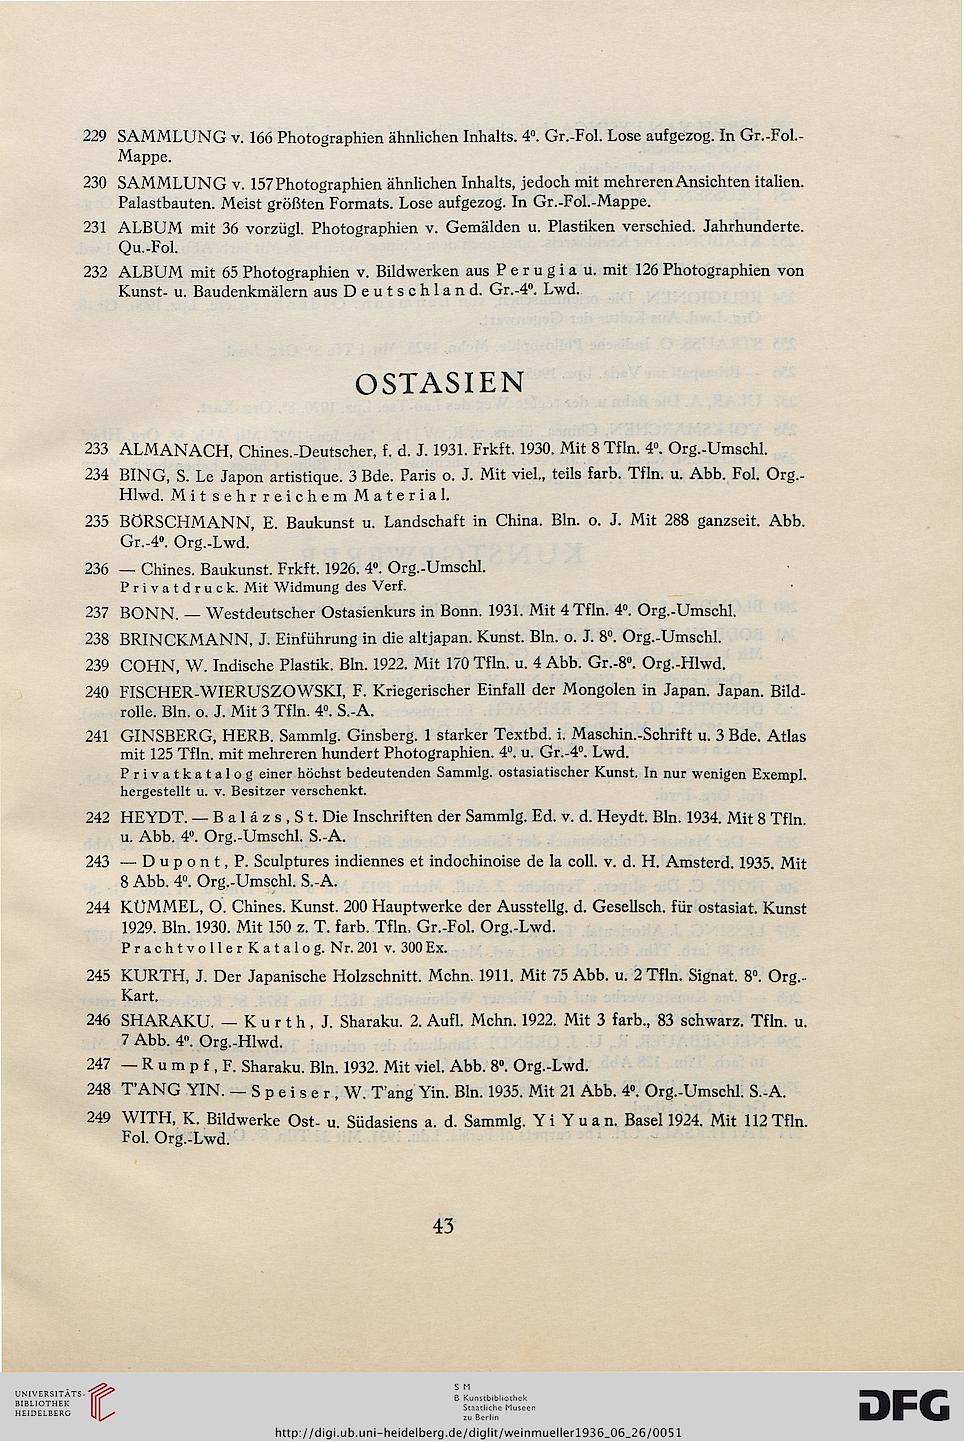 229 SAMMLUNG v. 166 Photographien ähnlichen Inhalts. 4⁰. Gr.-Fol. Lose aufgezog. In Gr.-Fol.-
Mappe.
230 SAMMLUNG v. 157 Photographien ähnlichen Inhalts, jedoch mit mehreren Ansichten italien.
Palastbauten. Meist größten Formats. Lose aufgezog. In Gr.-Fol.-Mappe.
231 ALBUM mit 36 vorzügl. Photographien v. Gemälden u. Plastiken verschied. Jahrhunderte.
Qu.-Fol.
232 ALBUM mit 65 Photographien v. Bildwerken aus Perugia u. mit 126 Photographien von
Kunst- u. Baudenkmälern aus Deutschland. Gr.-4⁰. Lwd.
OSTASIEN
233 ALMANACH, Chines.-Deutscher, f. d. J. 1931. Frkft. 1930. Mit 8 Tfln. 4⁰. Org.-Umschl.
234 BING, S. Le Japon artistique. 3 Bde. Paris o. J. Mit viel., teils farb. Tfln. u. Abb. Fol. Org.-
Hlwd. Mit sehr reichem Material.
235 BÖRSCHMANN, E. Baukunst u. Landschaft in China. Bln. o. J. Mit 288 ganzseit. Abb.
Gr.-4⁰. Org.-Lwd.
236 — Chines. Baukunst. Frkft. 1926. 4⁰. Org.-Umschl.
Privatdruck. Mit Widmung des Verf.
237 BONN. — Westdeutscher Ostasienkurs in Bonn. 1931. Mit 4 Tfln. 4⁰. Org.-Umschl.
238 BRINCKMANN, J. Einführung in die altjapan. Kunst. Bln. o. J. 8⁰. Org.-Umschl.
239 COHN, W. Indische Plastik. Bln. 1922. Mit 170 Tfln. u. 4 Abb. Gr.-8⁰. Org.-Hlwd.
240 FISCHER-WIERUSZOWSKI, F. Kriegerischer Einfall der Mongolen in Japan. Japan. Bild-
rolle. Bln. o. J. Mit 3 Tfln. 4⁰. S.-A.
241 GINSBERG, HERB. Sammlg. Ginsberg. 1 starker Textbd. i. Maschin.-Schrift u. 3 Bde. Atlas
mit 125 Tfln. mit mehreren hundert Photographien. 4⁰. u. Gr.-4⁰. Lwd.
Privatkatalog einer höchst bedeutenden Sammlg. ostasiatischer Kunst. In nur wenigen Exempl.
hergestellt u. v. Besitzer verschenkt.
242 HEYDT. — Balázs, St. Die Inschriften der Sammlg. Ed. v. d. Heydt. Bln. 1934. Mit 8 Tfln.
u. Abb. 4⁰. Org.-Umschl. S.-A.
243 — Dupont, P. Sculptures indiennes et indochinoise de la coll. v. d. H. Amsterd. 1935. Mit
8 Abb. 4⁰. Org.-Umschl. S.-A.
244 KÜMMEL, O. Chines. Kunst. 200 Hauptwerke der Ausstellg. d. Gesellsch. für ostasiat. Kunst
1929. Bln. 1930. Mit 150 z. T. farb. Tfln. Gr.-Fol. Org.-Lwd.
Prachtvoller Katalog. Nr. 201 v. 300 Ex.
245 KURTH, J. Der Japanische Holzschnitt. Mchn. 1911. Mit 75 Abb. u. 2 Tfln. Signat. 8⁰. Org.-
Kart.
246 SHARAKU. — Kurth, J. Sharaku. 2. Aufl. Mchn. 1922. Mit 3 farb., 83 schwarz. Tfln. u.
7 Abb. 4⁰. Org.-Hlwd.
247 — Rumpf, F. Sharaku. Bln. 1932. Mit viel. Abb. 8⁰. Org.-Lwd.
248 T'ANG YIN. — Speiser, W. T'ang Yin. Bln. 1935. Mit 21 Abb. 4⁰. Org.-Umschl. S.-A.
249 WITH, K. Bildwerke Ost- u. Südasiens a. d. Sammlg. Yi Yuan. Basel 1924. Mit 112 Tfln.
Fol. Org.-Lwd.
43
UNIVERSITÄTS-
BIBLIOTHEK
HEIDELBERG
S M
B Kunstbibliothek
Staatliche Museen
zu Berlin
DFG
http://digi.ub.uni-heidelberg.de/diglit/weinmueller1936_06_26/0051